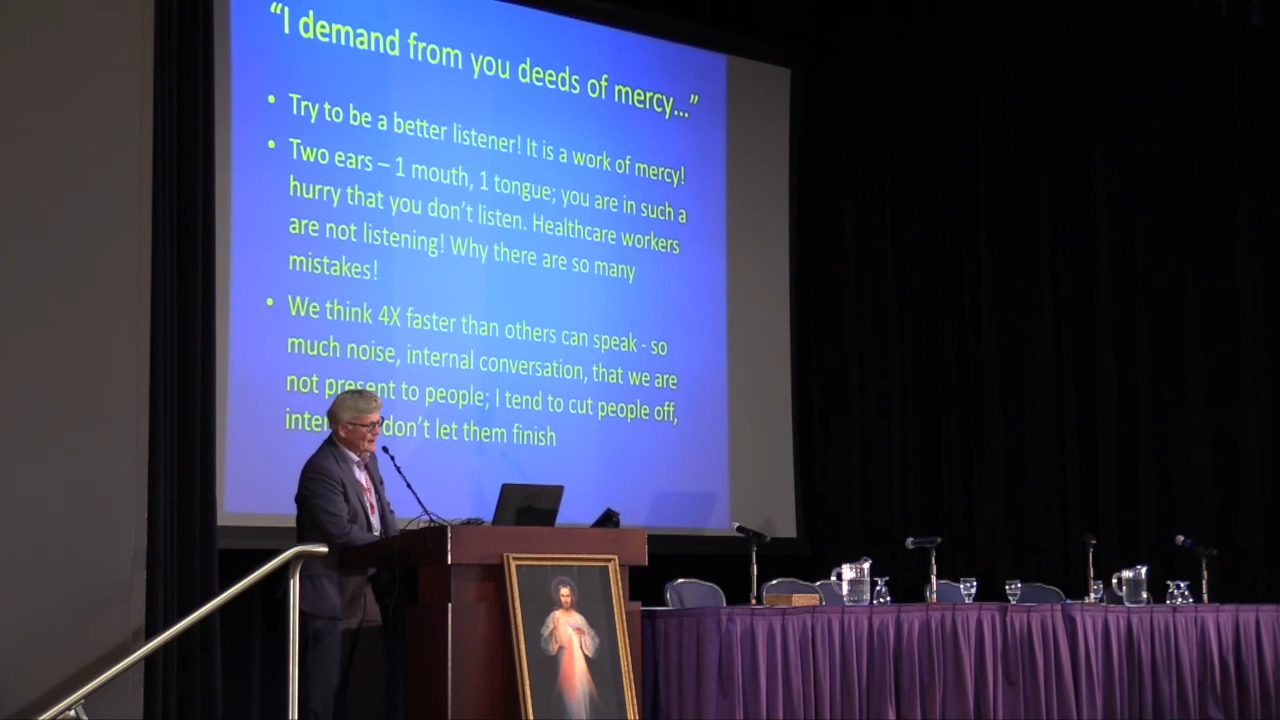 “I demand from you deeds of mercy...”
• Try to be a better listener! It is a work of mercy!
• Two ears – 1 mouth, 1 tongue; you are in such a
hurry that you don’t listen. Healthcare workers
are not listening! Why there are so many
mistakes!
• We think 4X faster than others can speak - so
much noise, internal conversation, that we are
not present to people; I tend to cut people off,
don’t let them finish